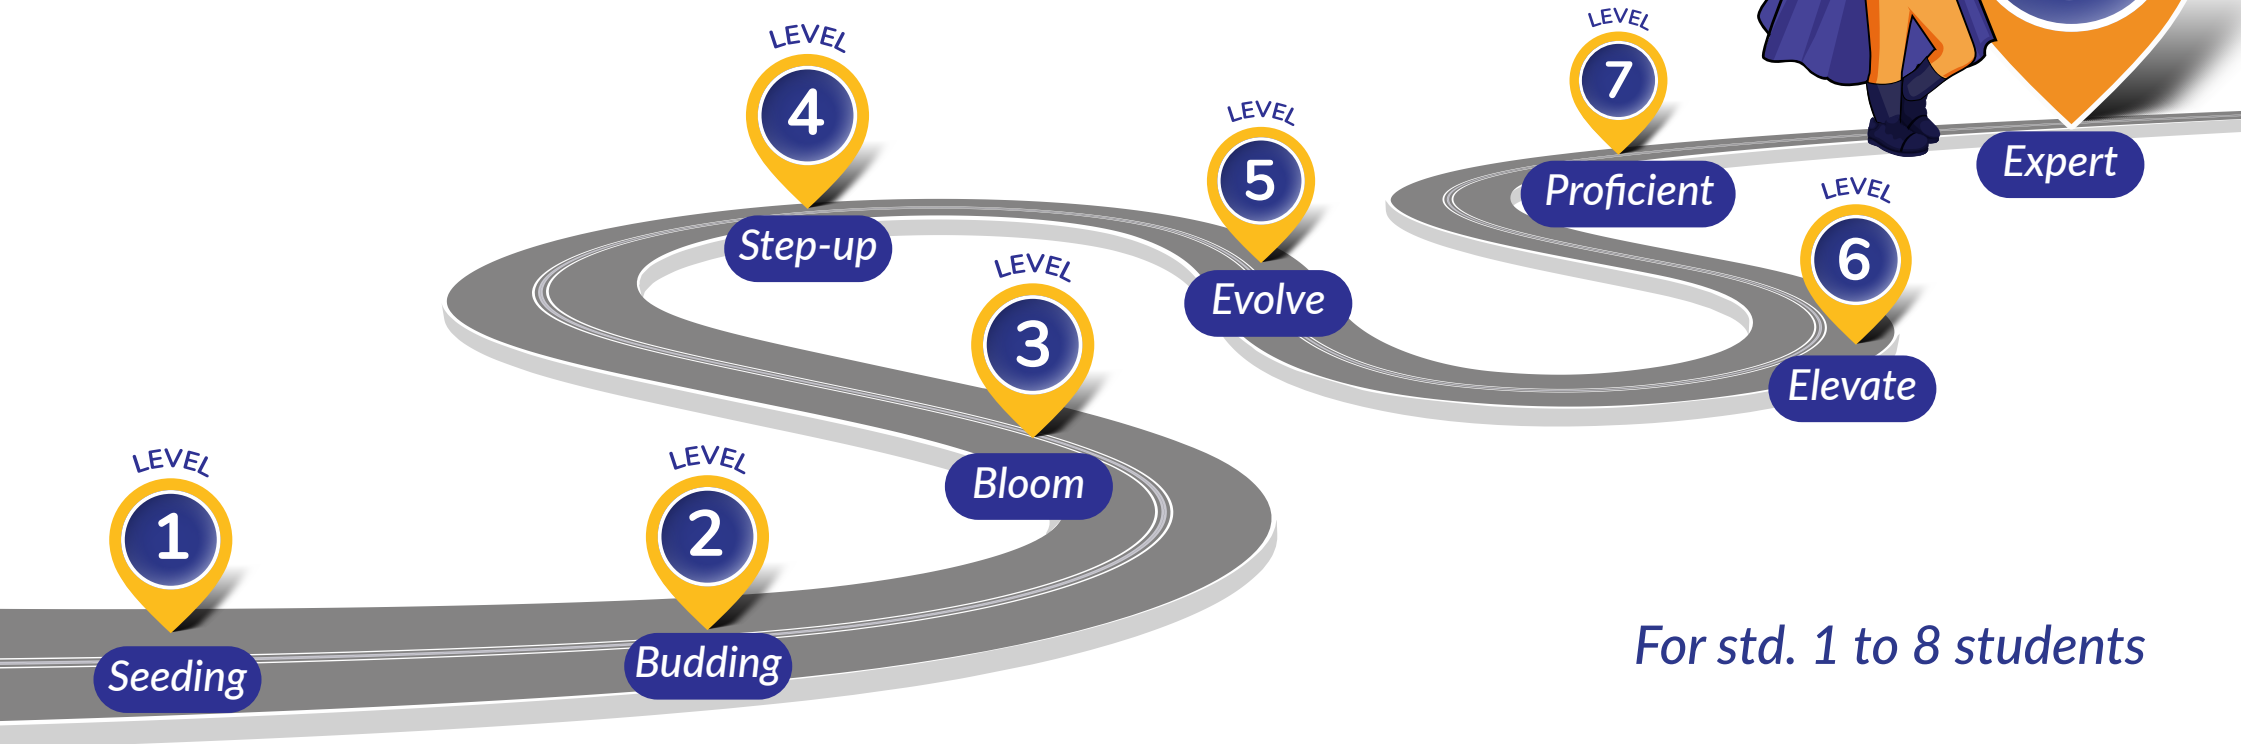 LEVEL
1
Seeding
LEVEL
2
Budding
LEVEL
3
Bloom
LEVEL
4
Step-up
LEVEL
5
Evolve
LEVEL
6
Elevate
LEVEL
7
Proficient
Expert
For std. 1 to 8 students